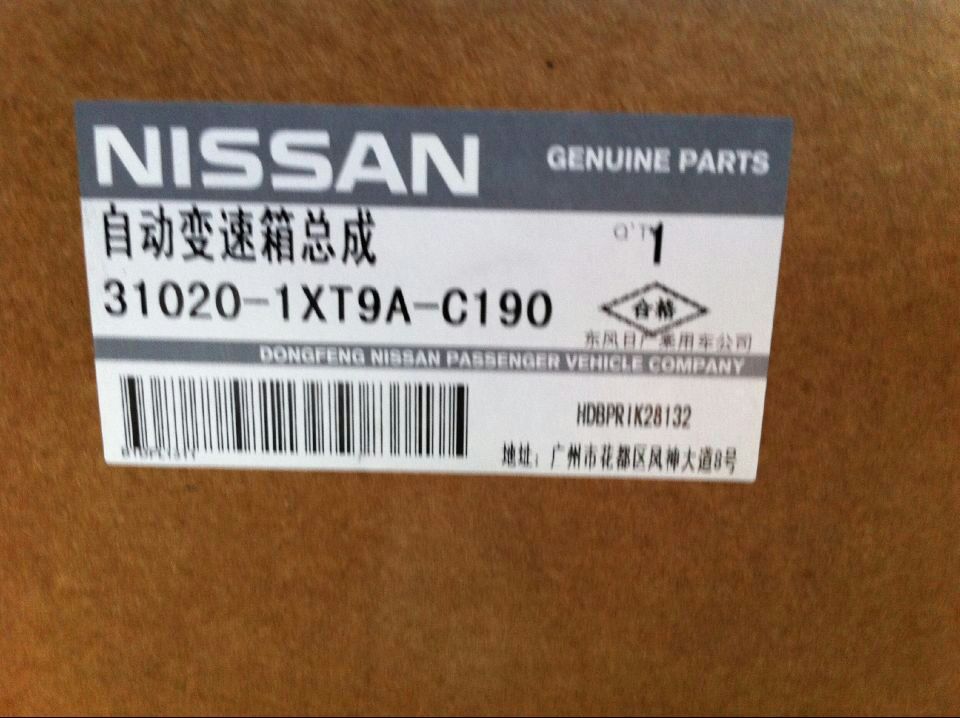 NISSAN GENUINE PARTS
自动变速箱总成 Q'TY 1
31020-1XT9A-C190 合格
东风日产乘用车公司
DONGFENG NISSAN PASSENGER VEHICLE COMPANY
HDBPRIK28132
地址：广州市花都区风神大道8号